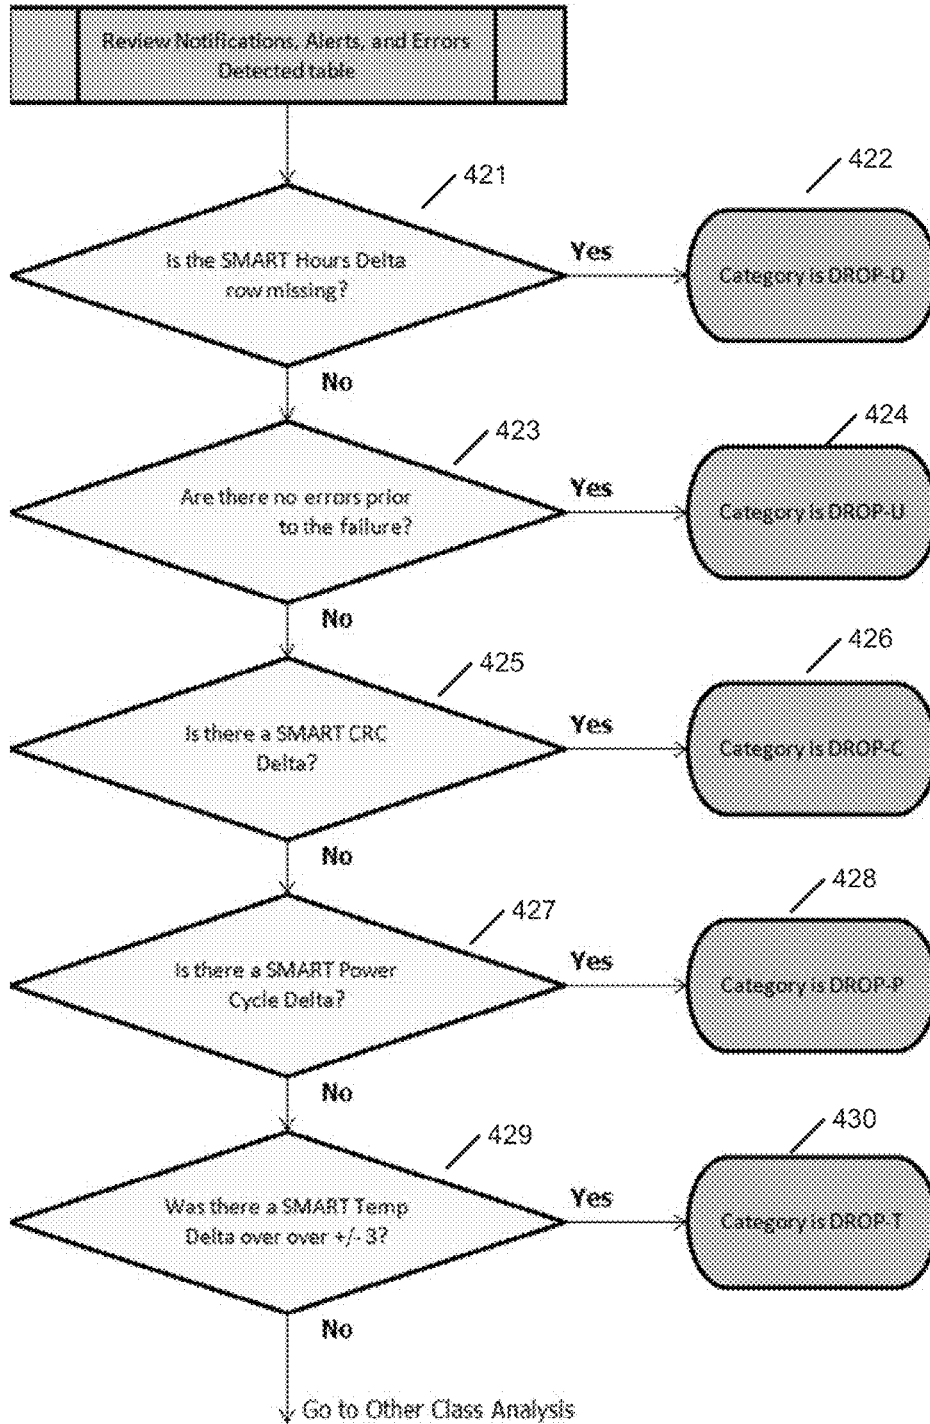 Review Notifications, Alerts, and Errors
Detected table
421
422
Is the SMART Hours Delta
row missing?
Yes
Category is DROP-D
No
423
424
Are there no errors prior
to the failure?
Yes
Category is DROP-U
No
425
426
Is there a SMART CRC
Delta?
Yes
Category is DROP-C
No
427
428
Is there a SMART Power
Cycle Delta?
Yes
Category is DROP-P
No
429
430
Was there a SMART Temp
Delta over over +/- 3?
Yes
Category is DROP-T
No
Go to Other Class Analysis